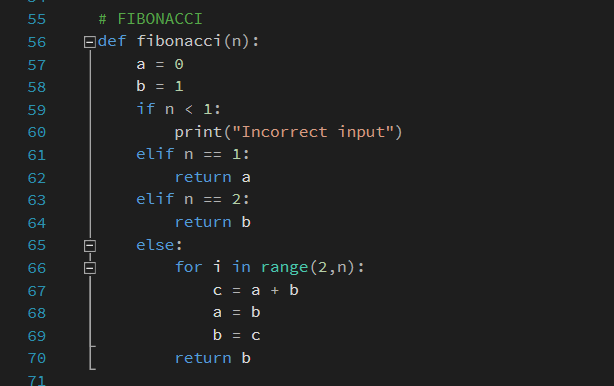 55 # FIBONACCI
56 def fibonacci(n):
57     a = 0
58     b = 1
59     if n < 1:
60         print("Incorrect input")
61     elif n == 1:
62         return a
63     elif n == 2:
64         return b
65     else:
66         for i in range(2,n):
67             c = a + b
68             a = b
69             b = c
70         return b
71